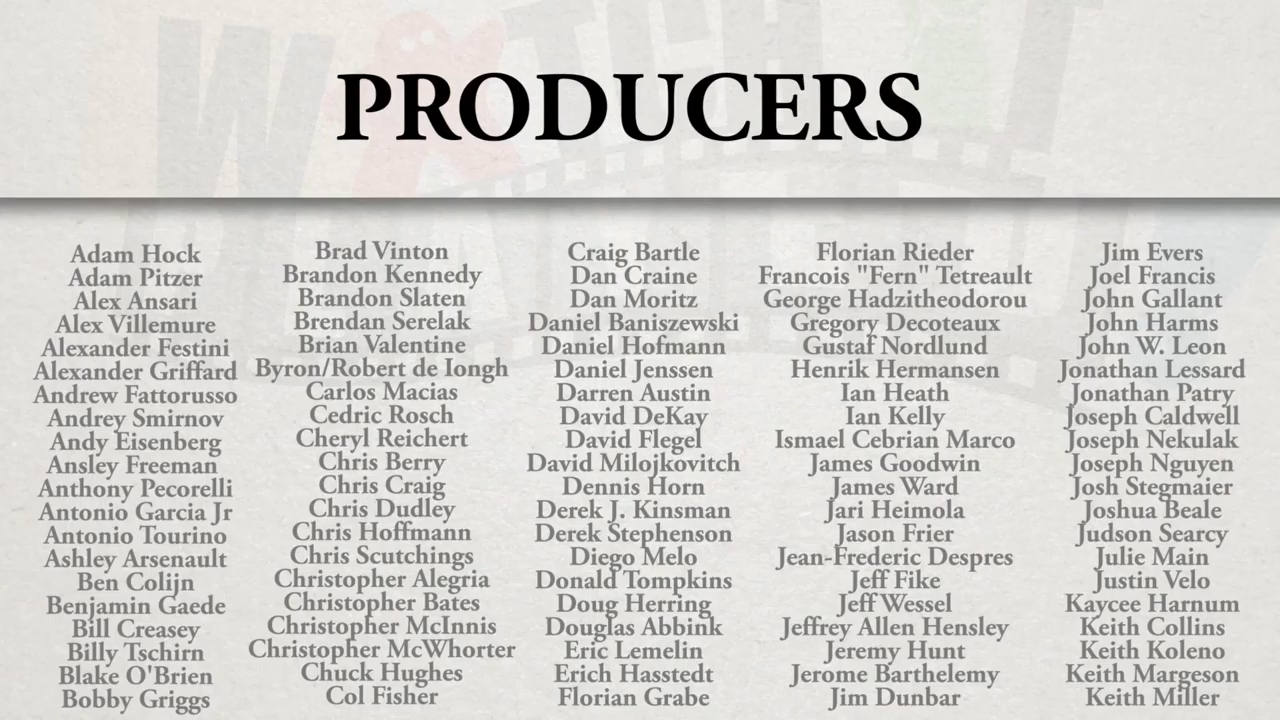 WATCH IT
PRODUCERS
Adam Hock
Adam Pitzer
Alex Ansari
Alex Villemure
Alexander Festini
Alexander Griffard
Andrew Fattorusso
Andrey Smirnov
Andy Eisenberg
Ansley Freeman
Anthony Pecorelli
Antonio Garcia Jr
Antonio Tourino
Ashley Arsenault
Ben Colijn
Benjamin Gaede
Bill Creasey
Billy Tschirn
Blake O'Brien
Bobby Griggs
Brad Vinton
Brandon Kennedy
Brandon Slaten
Brendan Serelak
Brian Valentine
Byron/Robert de Iongh
Carlos Macias
Cedric Rosch
Cheryl Reichert
Chris Berry
Chris Craig
Chris Dudley
Chris Hoffmann
Chris Scutchings
Christopher Alegria
Christopher Bates
Christopher McInnis
Christopher McWhorter
Chuck Hughes
Col Fisher
Craig Bartle
Dan Craine
Dan Moritz
Daniel Baniszewski
Daniel Hofmann
Daniel Jenssen
Darren Austin
David DeKay
David Flegel
David Milojkovitch
Dennis Horn
Derek J. Kinsman
Derek Stephenson
Diego Melo
Donald Tompkins
Doug Herring
Douglas Abbink
Eric Lemelin
Erich Hasstedt
Florian Grabe
Florian Rieder
Francois "Fern" Tetreault
George Hadzitheodorou
Gregory Decoteaux
Gustaf Nordlund
Henrik Hermansen
Ian Heath
Ian Kelly
Ismael Cebrian Marco
James Goodwin
James Ward
Jari Heimola
Jason Frier
Jean-Frederic Despres
Jeff Fike
Jeff Wessel
Jeffrey Allen Hensley
Jeremy Hunt
Jerome Barthelemy
Jim Dunbar
Jim Evers
Joel Francis
John Gallant
John Harms
John W. Leon
Jonathan Lessard
Jonathan Patry
Joseph Caldwell
Joseph Nekulak
Joseph Nguyen
Josh Stegmaier
Joshua Beale
Judson Searcy
Julie Main
Justin Velo
Kaycee Harnum
Keith Collins
Keith Koleno
Keith Margeson
Keith Miller